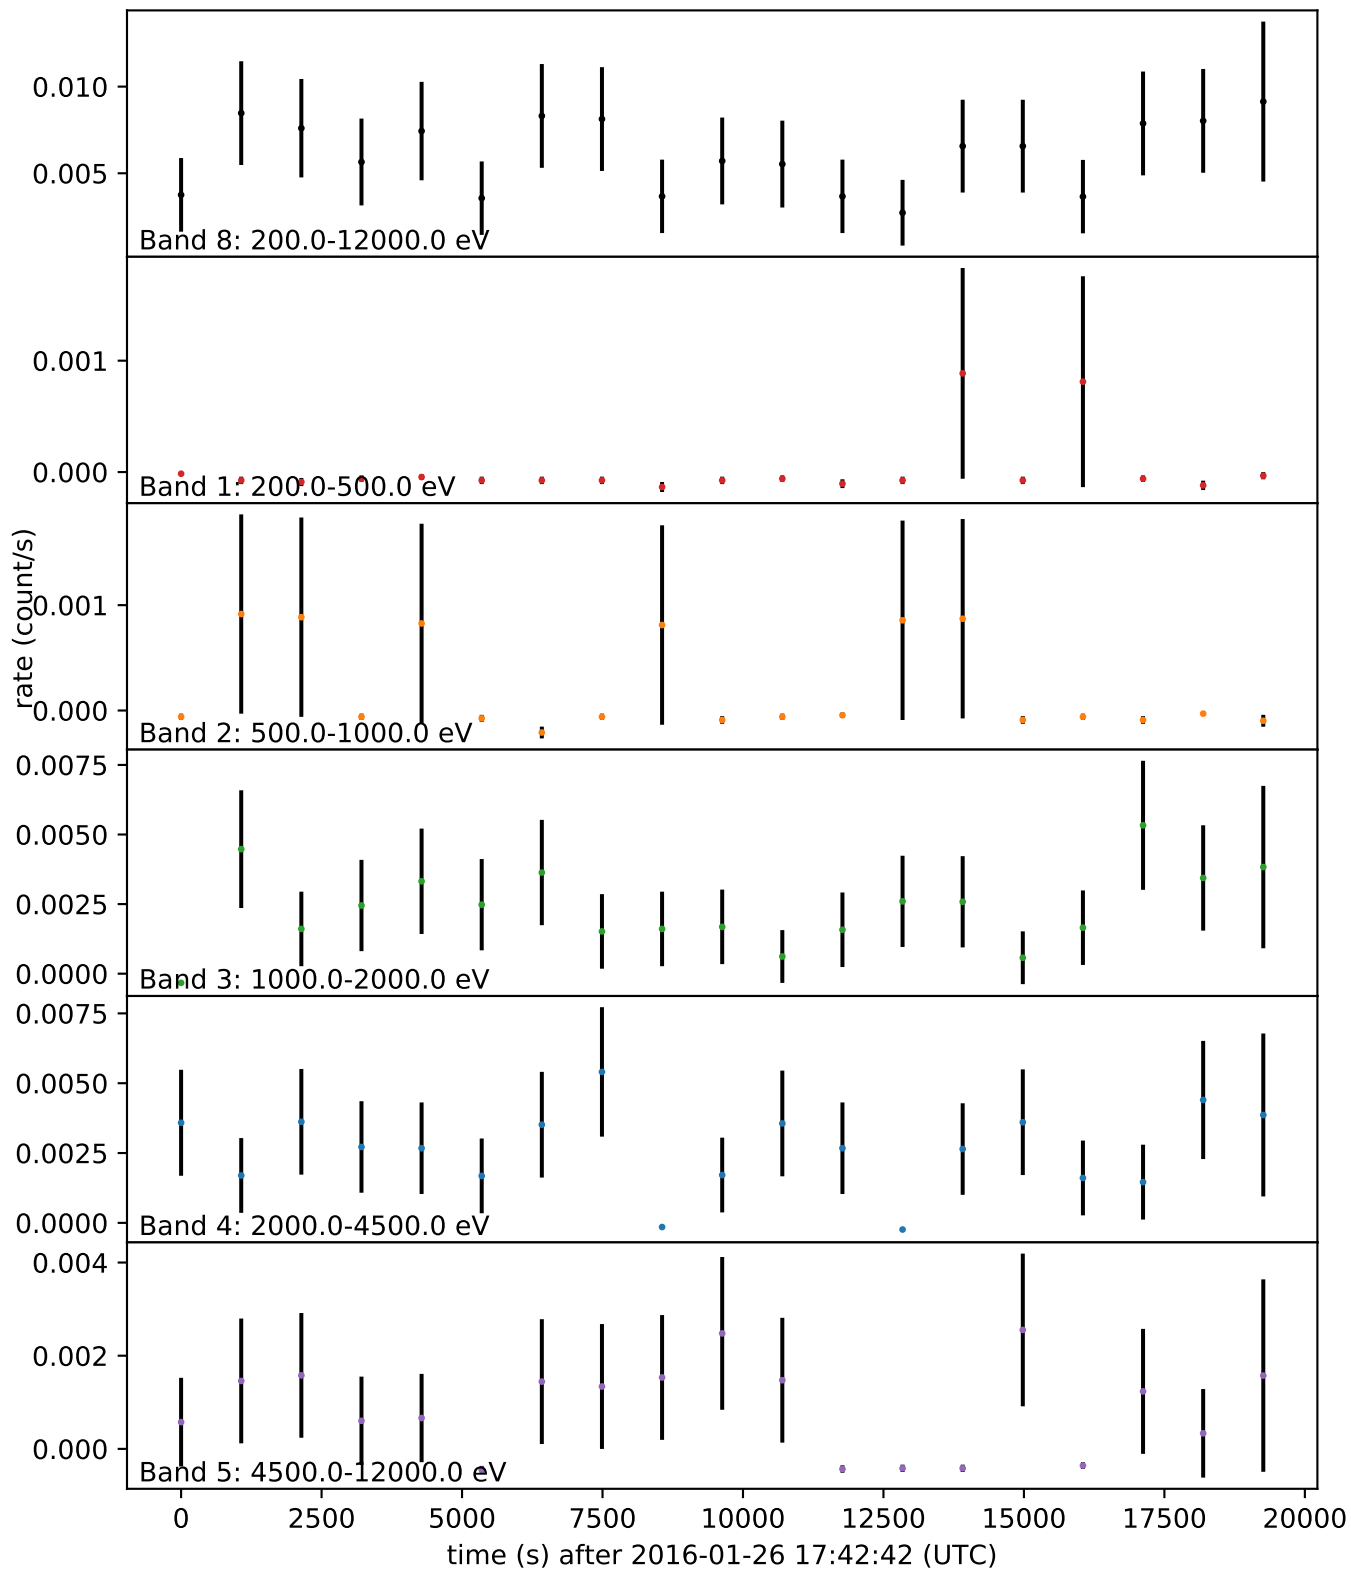 0.010
0.005
Band 8: 200.0-12000.0 eV
0.001
0.000
Band 1: 200.0-500.0 eV
rate (count/s)
0.001
0.000
Band 2: 500.0-1000.0 eV
0.0075
0.0050
0.0025
0.0000
Band 3: 1000.0-2000.0 eV
0.0075
0.0050
0.0025
0.0000
Band 4: 2000.0-4500.0 eV
0.004
0.002
0.000
Band 5: 4500.0-12000.0 eV
0 2500 5000 7500 10000 12500 15000 17500 20000
time (s) after 2016-01-26 17:42:42 (UTC)